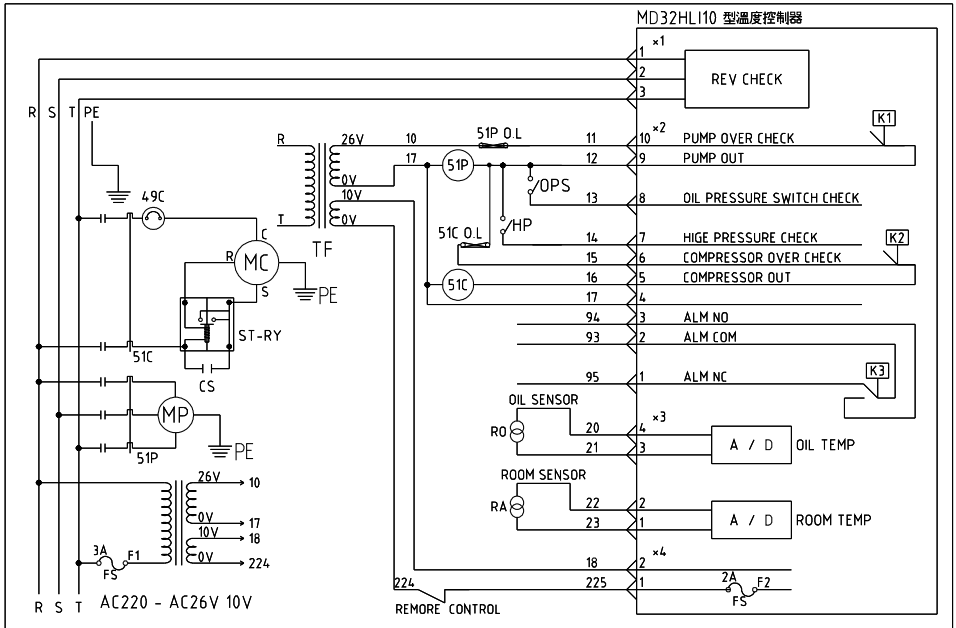 MD32HL110 型溫度控制器
×1
1
2
3
REV CHECK
R S T PE
K1
R 26V 10 51P O.L 11 10 ×2 PUMP OVER CHECK
17 51P 12 9 PUMP OUT
0V
10V
0V
T
TF
OPS
13 8 OIL PRESSURE SWITCH CHECK
49C
HP
C
R MC
S
PE
51C O.L
14 7 HIGE PRESSURE CHECK
K2
15 6 COMPRESSOR OVER CHECK
51C 16 5 COMPRESSOR OUT
17 4
94 3 ALM NO
93 2 ALM COM
ST-RY
51C
CS
K3
95 1 ALM NC
OIL SENSOR
×3
RO 20 4
21 3
A / D OIL TEMP
MP
PE
51P
ROOM SENSOR
RA 22 2
23 1
A / D ROOM TEMP
26V 10
0V 17
10V 18
0V 224
3A F1
FS
18 2 ×4
224 225 1 2A F2
FS
REMORE CONTROL
R S T AC220 - AC26V 10V